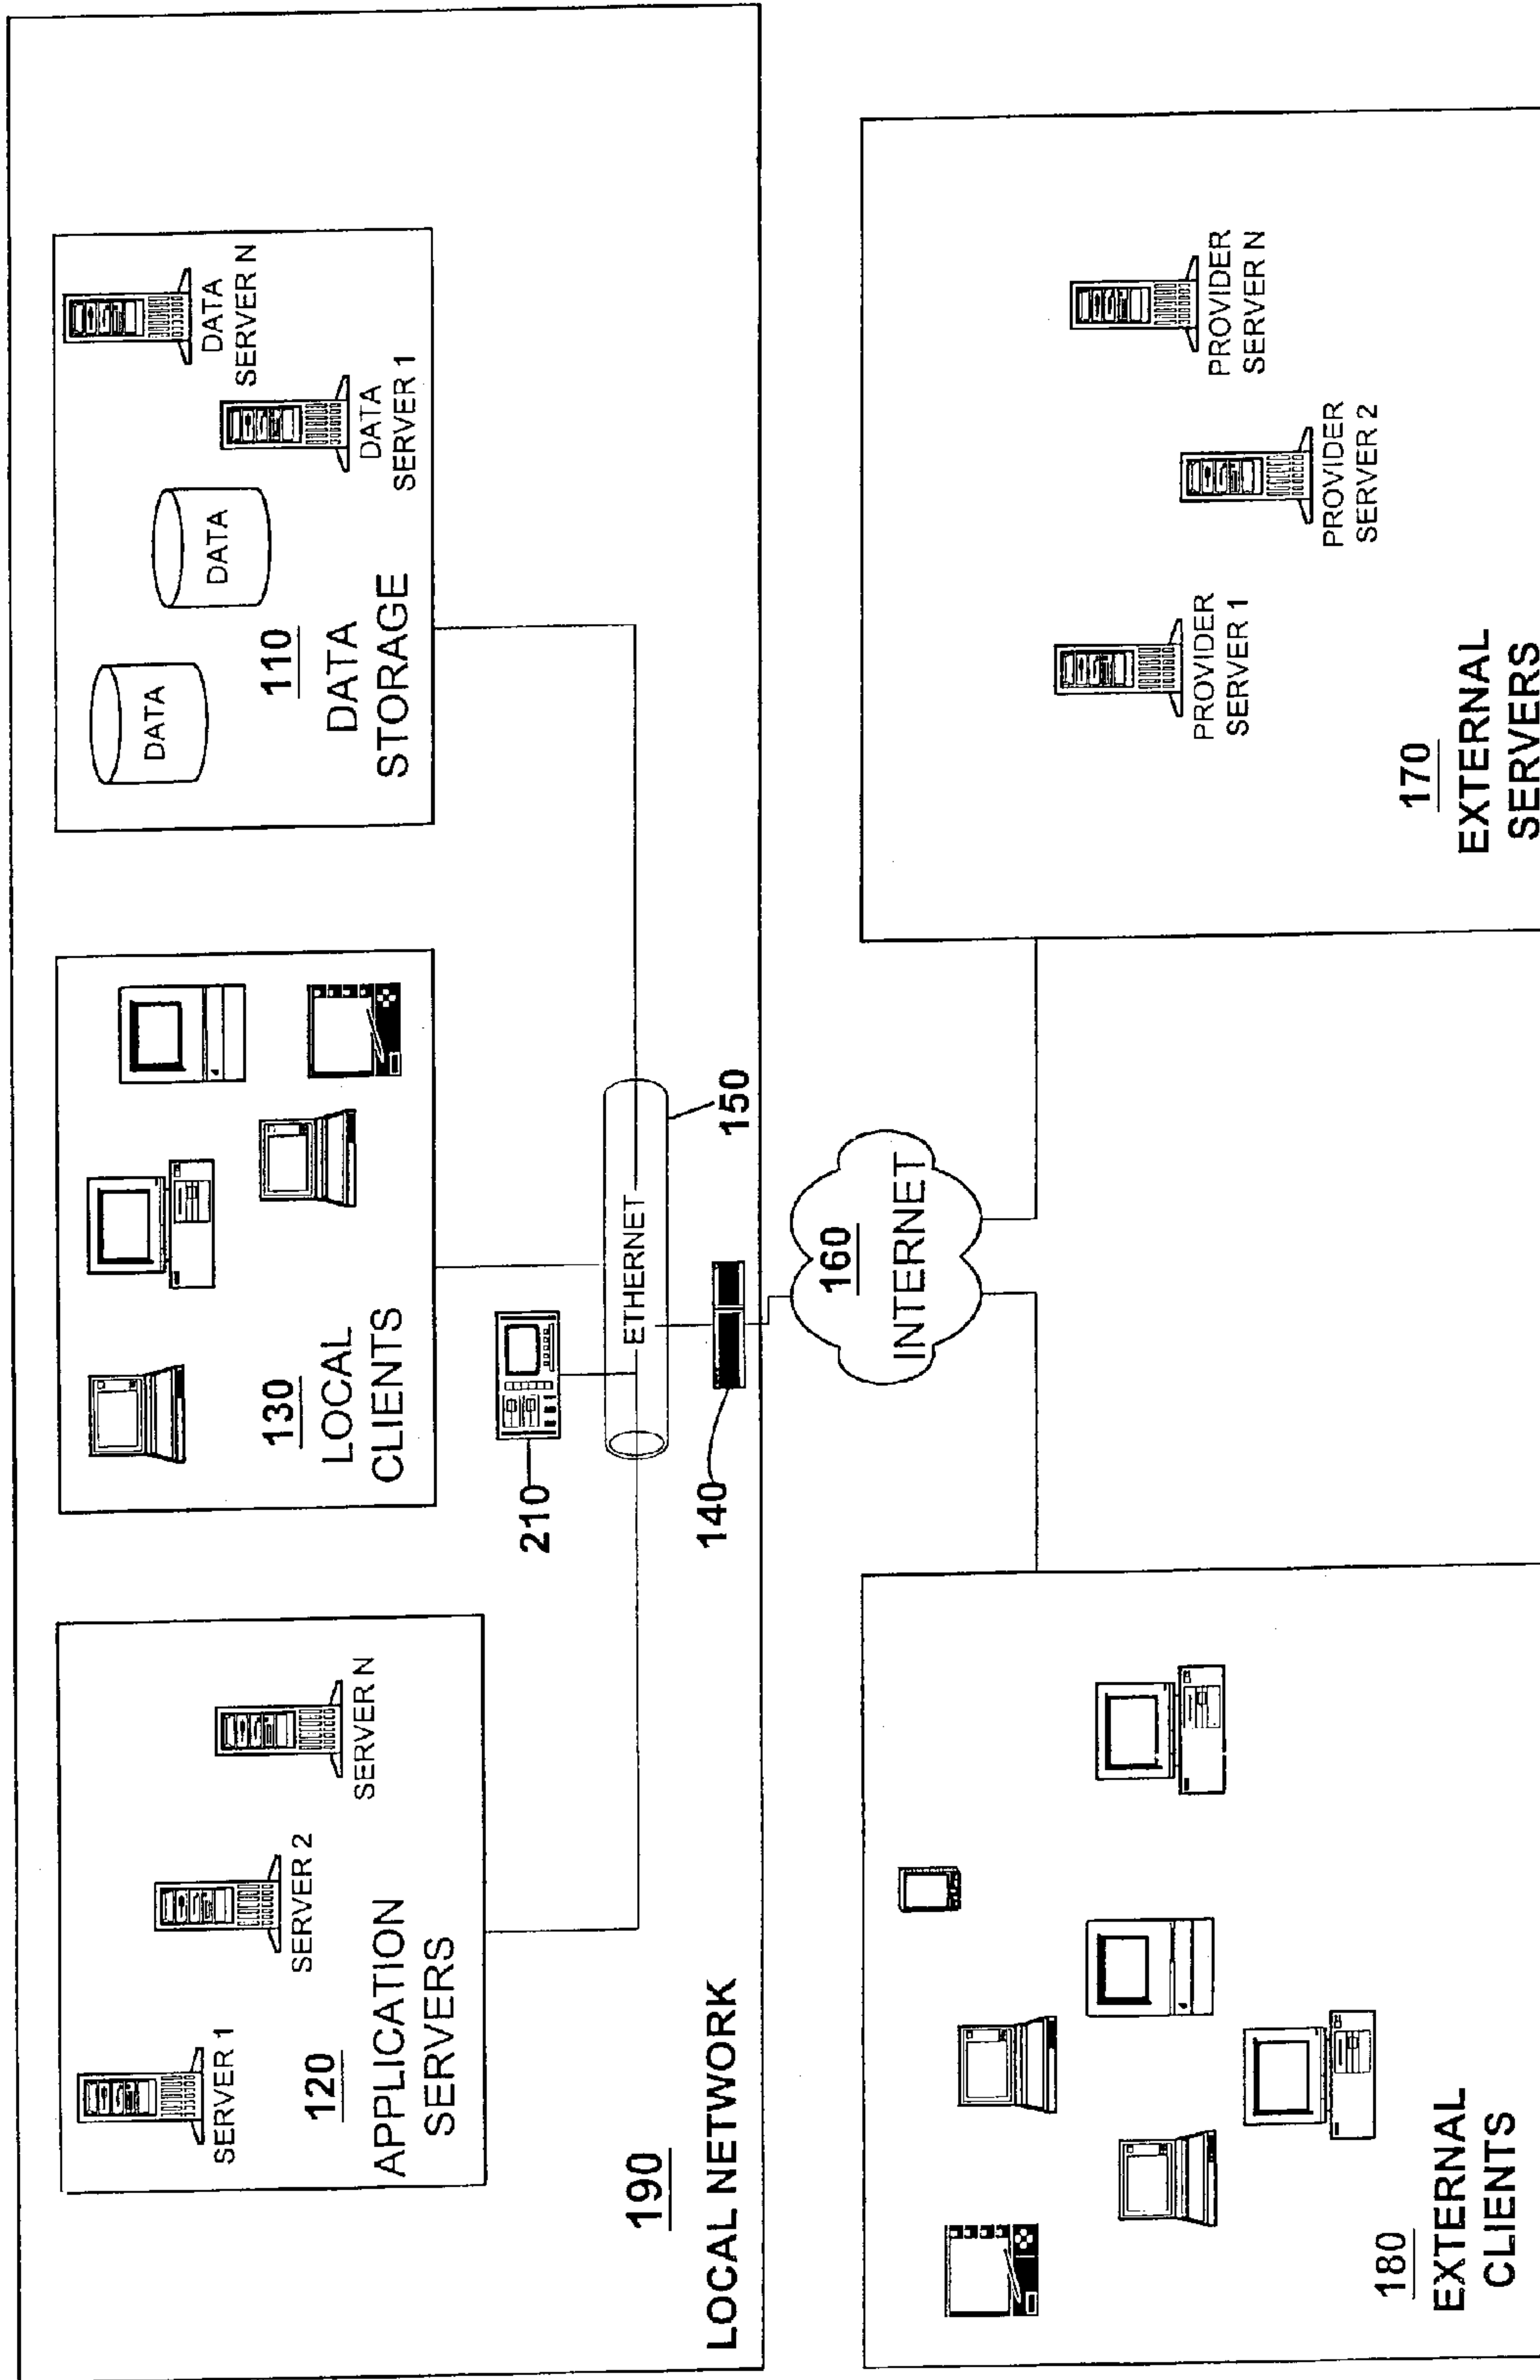 SERVER 1
SERVER 2
SERVER N
120
APPLICATION
SERVERS
130
LOCAL
CLIENTS
DATA
DATA
110
DATA
STORAGE
DATA
SERVER 1
DATA
SERVER N
210
ETHERNET
150
140
190
LOCAL NETWORK
160
INTERNET
180
EXTERNAL
CLIENTS
PROVIDER
SERVER 1
PROVIDER
SERVER 2
PROVIDER
SERVER N
170
EXTERNAL
SERVERS